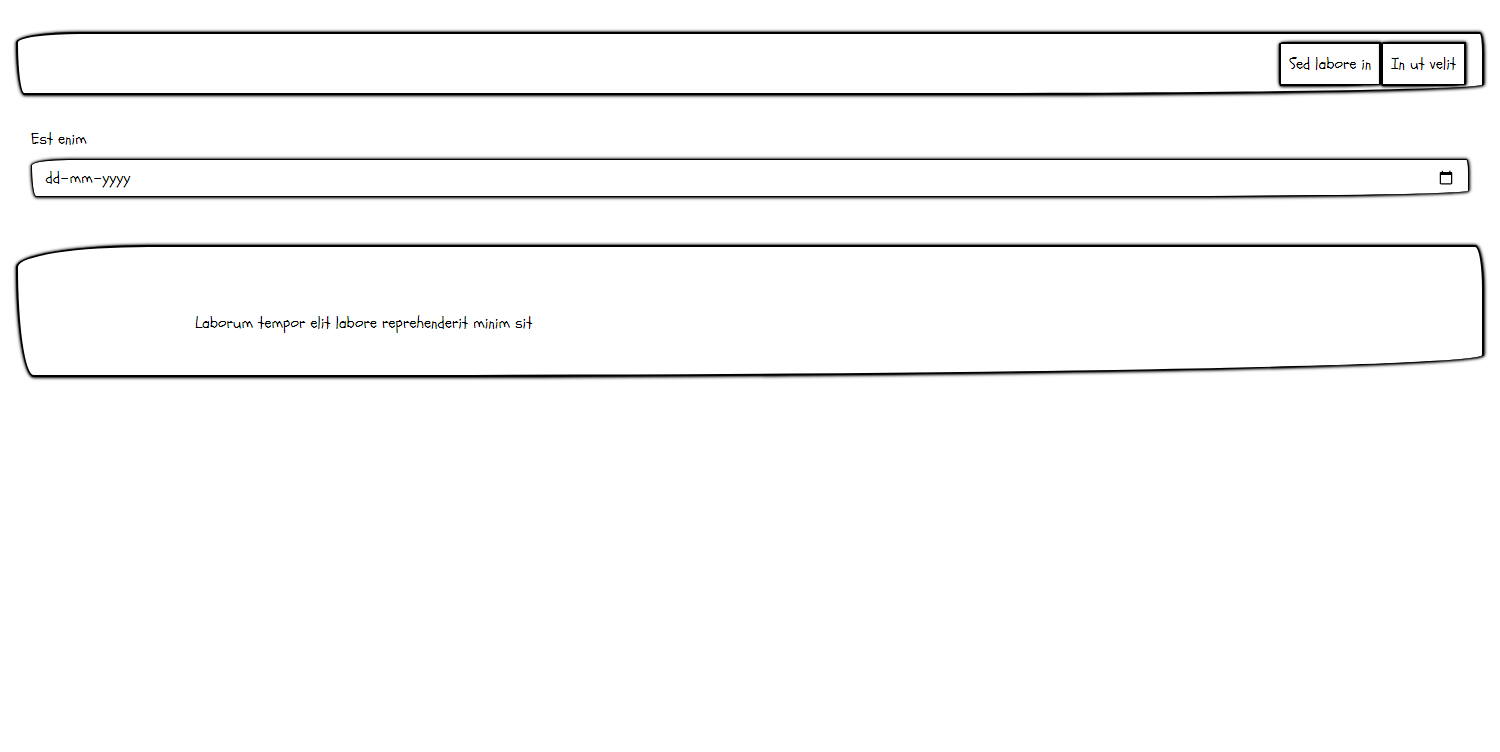 Sed labore in In ut velit
Est enim
dd-mm-yyyy
Laborum tempor elit labore reprehenderit minim sit